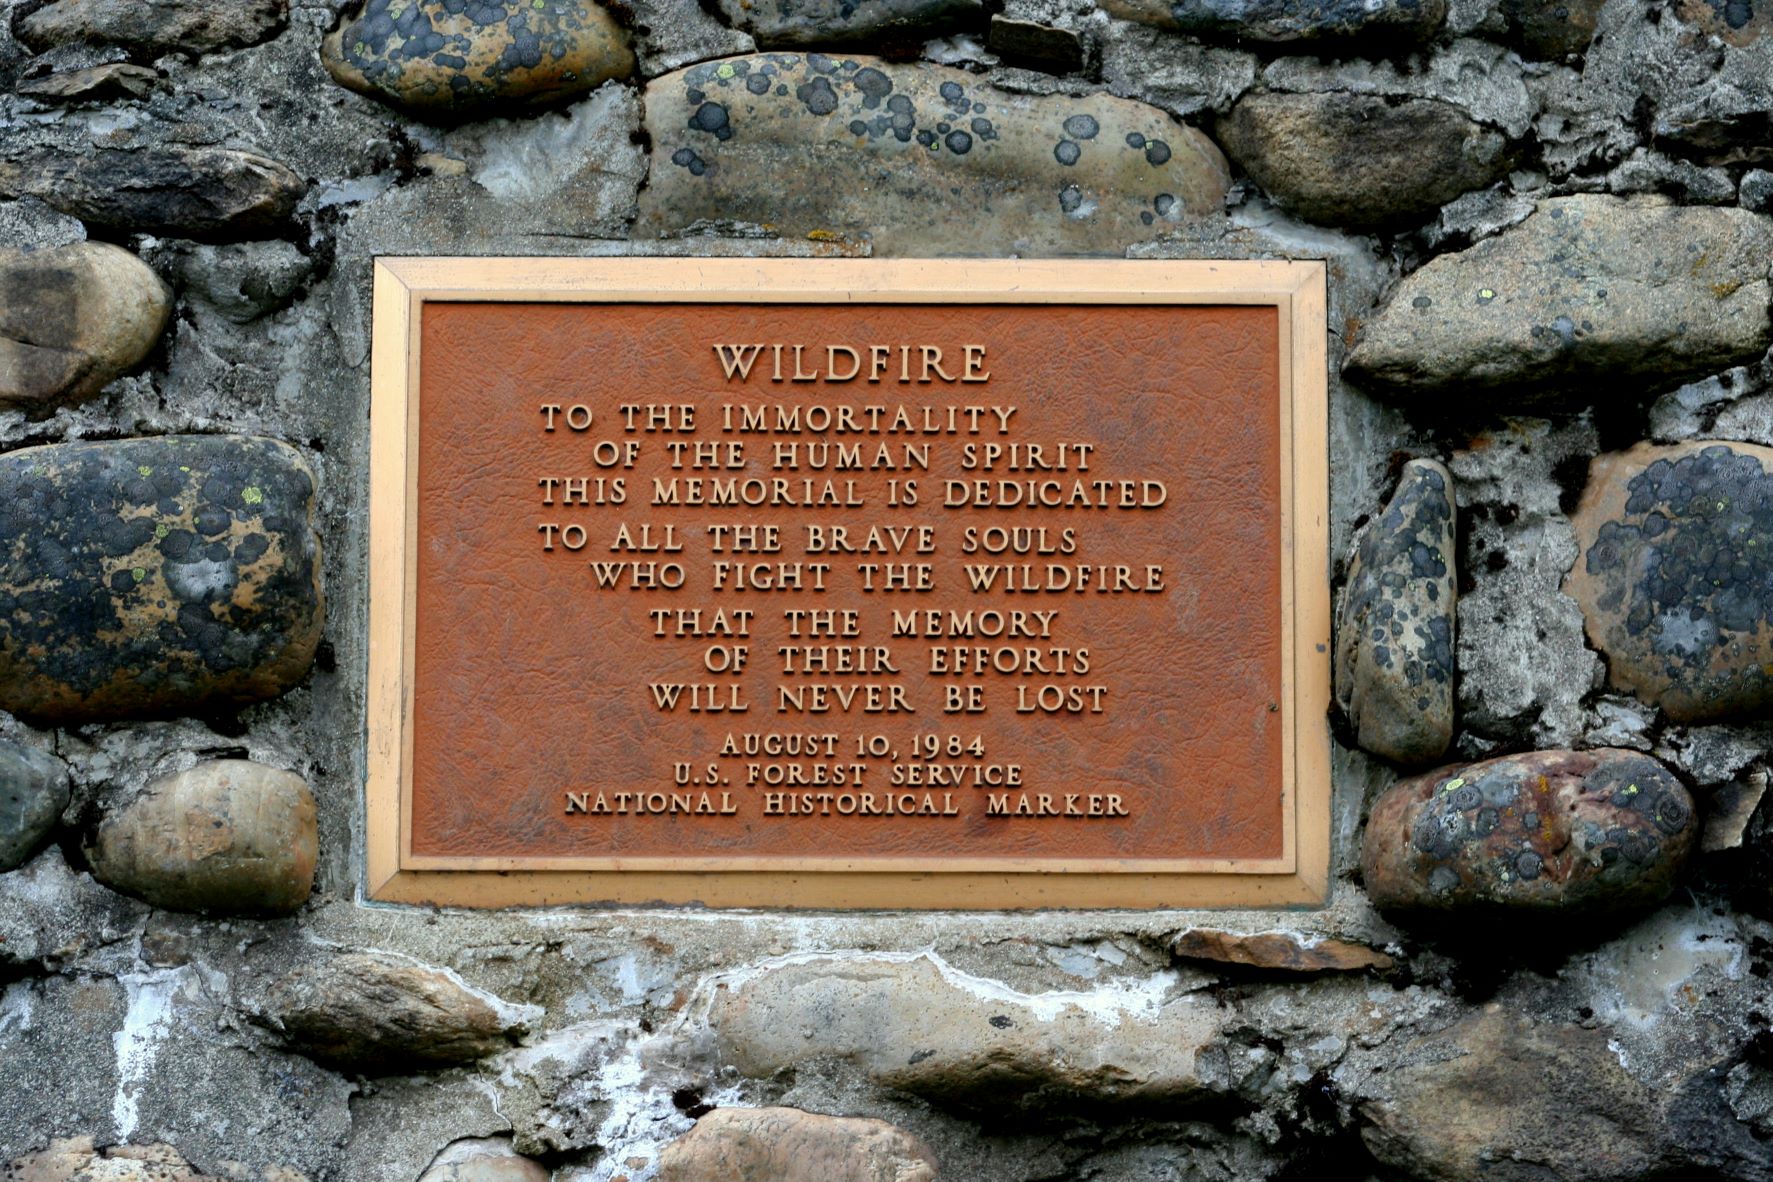 WILDFIRE
TO THE IMMORTALITY
OF THE HUMAN SPIRIT
THIS MEMORIAL IS DEDICATED
TO ALL THE BRAVE SOULS
WHO FIGHT THE WILDFIRE
THAT THE MEMORY
OF THEIR EFFORTS
WILL NEVER BE LOST
AUGUST 10, 1984
U.S. FOREST SERVICE
NATIONAL HISTORICAL MARKER